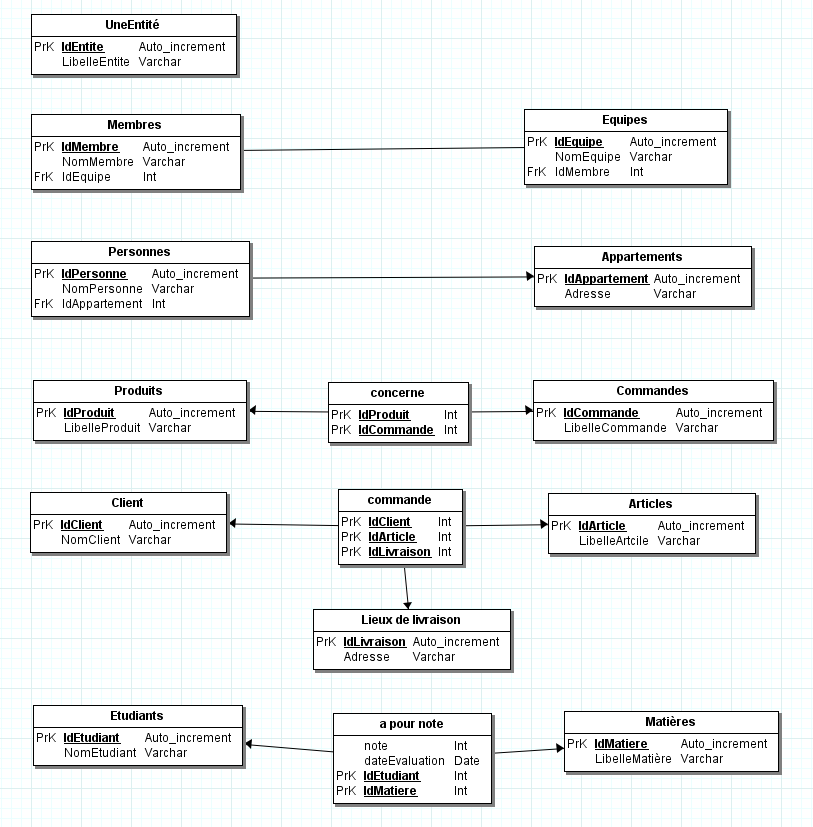 UneEntité
PrK IdEntite Auto_increment
LibelleEntite Varchar
Membres
PrK IdMembre Auto_increment
NomMembre Varchar
FrK IdEquipe Int
Equipes
PrK IdEquipe Auto_increment
NomEquipe Varchar
FrK IdMembre Int
Personnes
PrK IdPersonne Auto_increment
NomPersonne Varchar
FrK IdAppartement Int
Appartements
PrK IdAppartement Auto_increment
Adresse Varchar
Produits
PrK IdProduit Auto_increment
LibelleProduit Varchar
concerne
PrK IdProduit Int
PrK IdCommande Int
Commandes
PrK IdCommande Auto_increment
LibelleCommande Varchar
Client
PrK IdClient Auto_increment
NomClient Varchar
commande
PrK IdClient Int
PrK IdArticle Int
PrK IdLivraison Int
Articles
PrK IdArticle Auto_increment
LibelleArtcile Varchar
Lieux de livraison
PrK IdLivraison Auto_increment
Adresse Varchar
Etudiants
PrK IdEtudiant Auto_increment
NomEtudiant Varchar
a pour note
note Int
dateEvaluation Date
PrK IdEtudiant Int
PrK IdMatiere Int
Matières
PrK IdMatiere Auto_increment
LibelleMatière Varchar